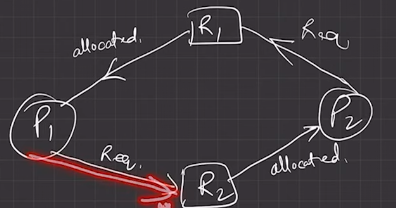 R1
allocated.
Req
P1
P2
Req.
allocated.
R2